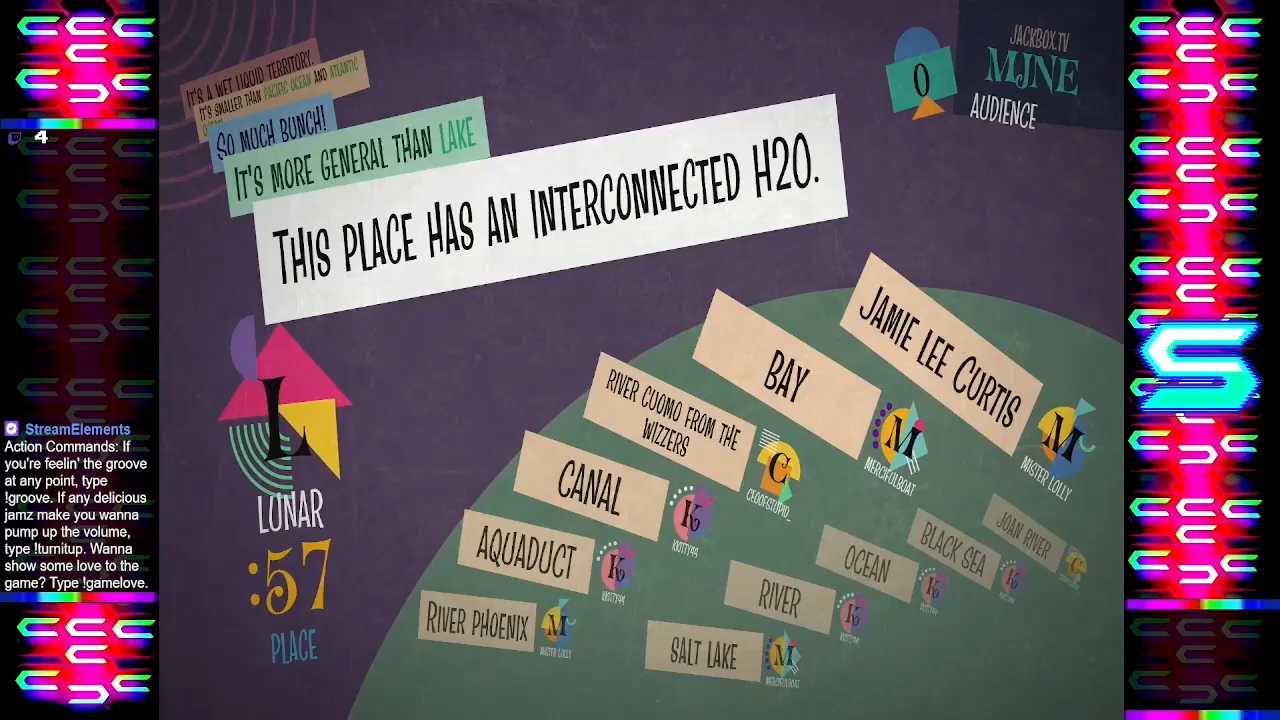 IT'S A WET LIQUID TERRITORY.
IT'S SMALLER THAN PACIFIC OCEAN AND ATLANTIC
SO MUCH BUNCH!
IT'S MORE GENERAL THAN LAKE
THIS PLACE HAS AN INTERCONNECTED H2O.
0
JACKBOX.TV
MJNE
AUDIENCE
4
StreamElements
Action Commands: If
you're feelin' the groove
at any point, type
!groove. If any delicious
jamz make you wanna
pump up the volume,
type !turnitup. Wanna
show some love to the
game? Type !gamelove.
L
LUNAR
:57
PLACE
JAMIE LEE CURTIS
M
MISTER LOLLY
BAY
M
MERCIFULBOAT
RIVER CUOMO FROM THE
WIZZERS
C
CEOOFSTUPID_
CANAL
K
KKITTY44
AQUADUCT
K
KKITTY44
RIVER PHOENIX
M
MISTER LOLLY
JOAN RIVER
C
BLACK SEA
K
KKITTY44
OCEAN
K
KKITTY44
RIVER
K
KKITTY44
SALT LAKE
M
MERCIFULBOAT
S